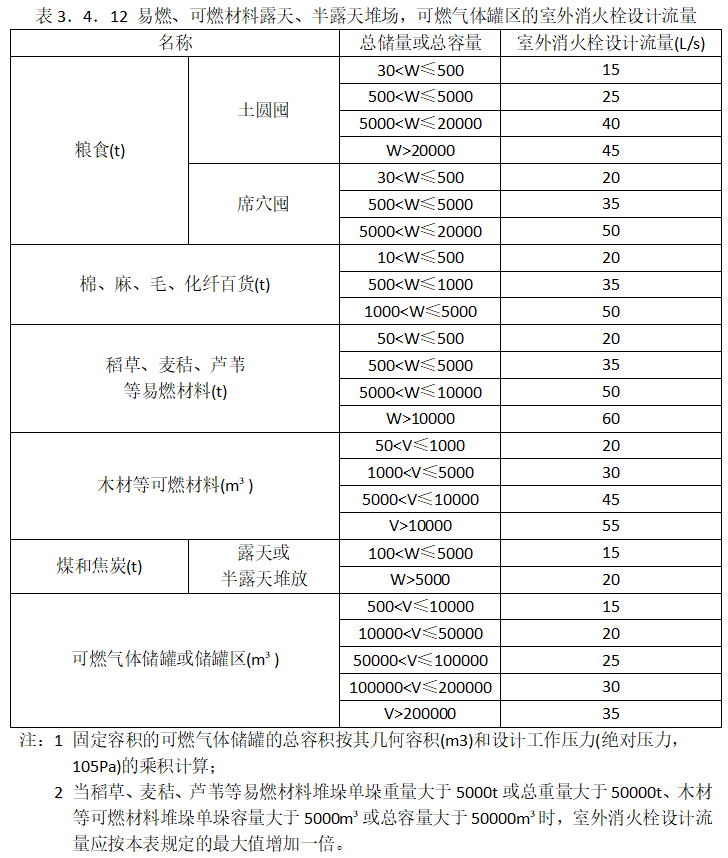 表 3．4．12 易燃、可燃材料露天、半露天堆场，可燃气体罐区的室外消火栓设计流量
名称 总储量或总容量 室外消火栓设计流量(L/s)
粮食(t) 土圆囤 30<W≤500 15
500<W≤5000 25
5000<W≤20000 40
W>20000 45
席穴囤 30<W≤500 20
500<W≤5000 35
5000<W≤20000 50
棉、麻、毛、化纤百货(t) 10<W≤500 20
500<W≤1000 35
1000<W≤5000 50
稻草、麦秸、芦苇
等易燃材料(t) 50<W≤500 20
500<W≤5000 35
5000<W≤10000 50
W>10000 60
木材等可燃材料(m³ ) 50<V≤1000 20
1000<V≤5000 30
5000<V≤10000 45
V>10000 55
煤和焦炭(t) 露天或
半露天堆放 100<W≤5000 15
W>5000 20
可燃气体储罐或储罐区(m³ ) 500<V≤10000 15
10000<V≤50000 20
50000<V≤100000 25
100000<V≤200000 30
V>200000 35
注：1 固定容积的可燃气体储罐的总容积按其几何容积(m3)和设计工作压力(绝对压力，
105Pa)的乘积计算；
2 当稻草、麦秸、芦苇等易燃材料堆垛单垛重量大于 5000t 或总重量大于 50000t、木材
等可燃材料堆垛单垛容量大于 5000m³ 或总容量大于 50000m³ 时，室外消火栓设计流
量应按本表规定的最大值增加一倍。